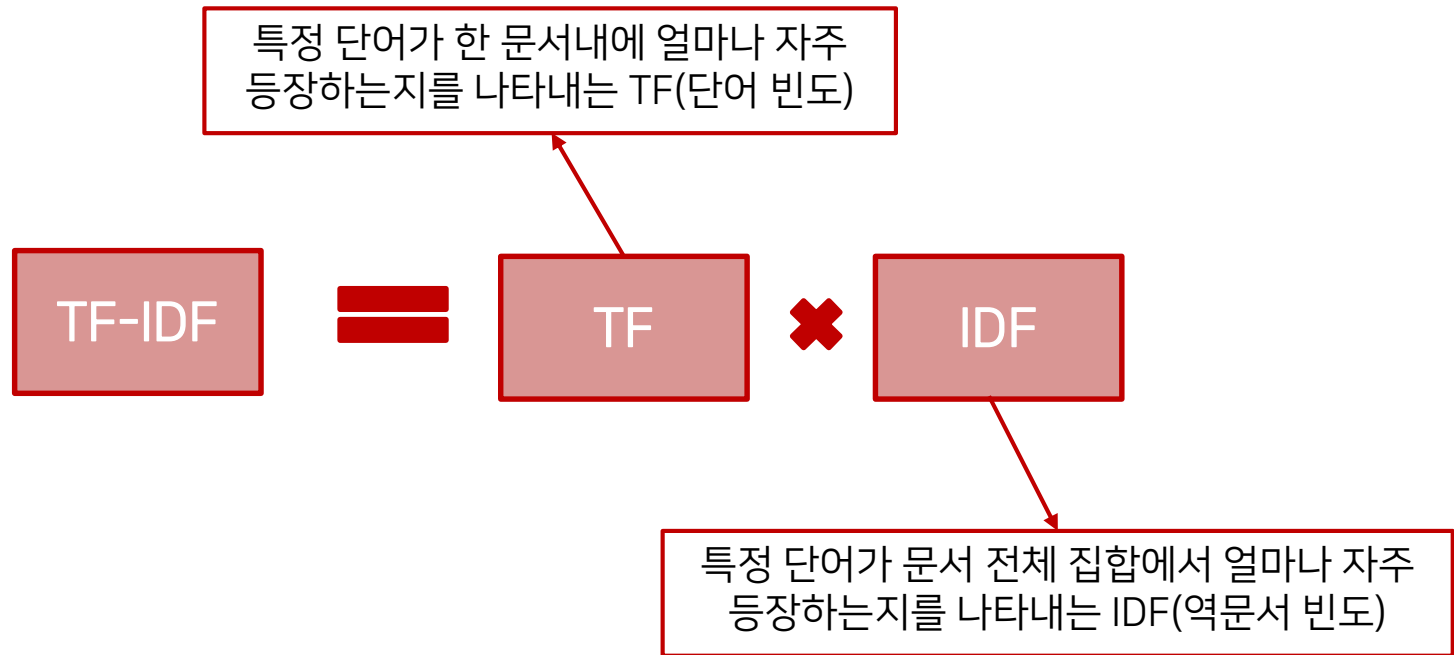 특정 단어가 한 문서내에 얼마나 자주
등장하는지를 나타내는 TF(단어 빈도)
TF-IDF
TF
IDF
특정 단어가 문서 전체 집합에서 얼마나 자주
등장하는지를 나타내는 IDF(역문서 빈도)